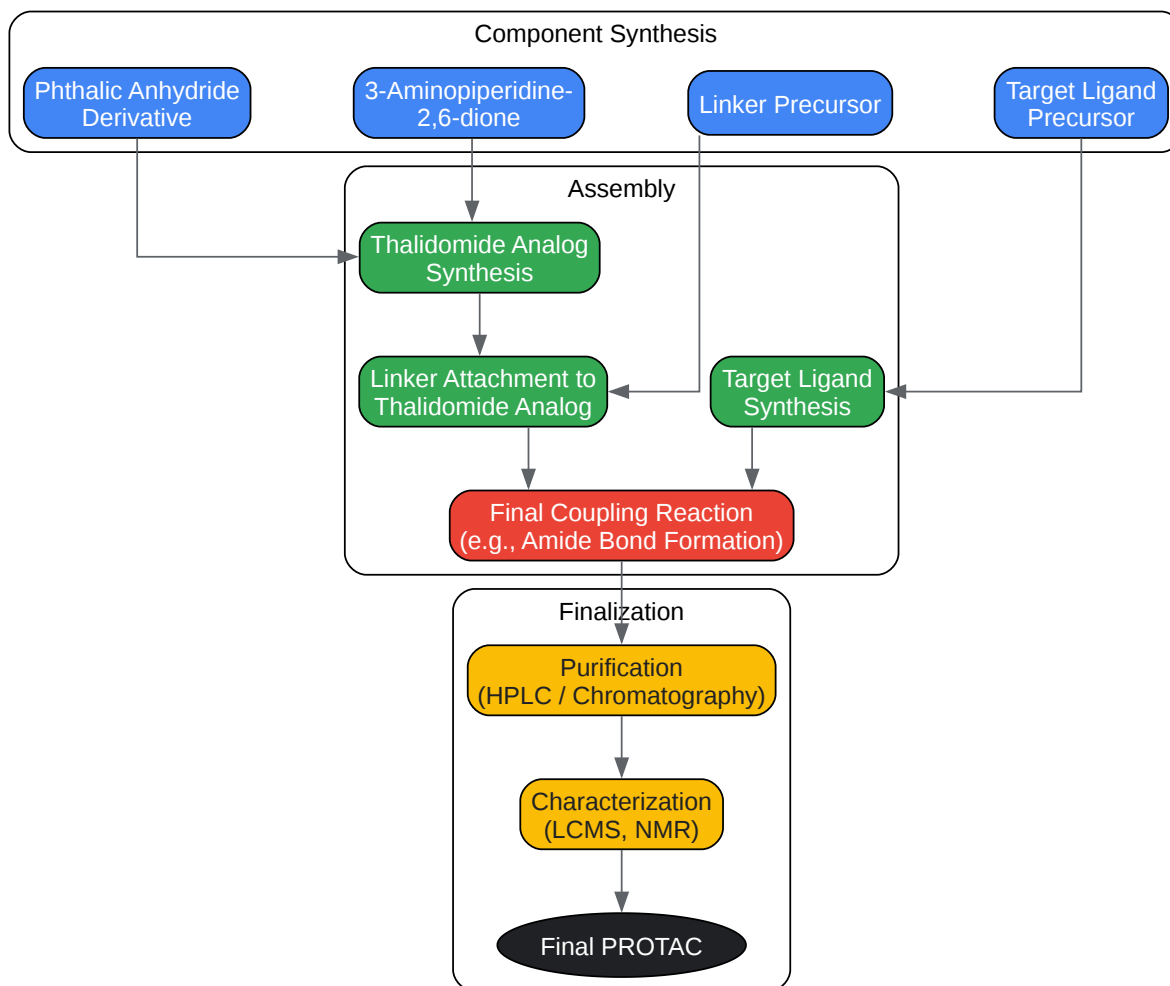 Component Synthesis
Phthalic Anhydride
Derivative
3-Aminopiperidine-
2,6-dione
Linker Precursor
Target Ligand
Precursor
Assembly
Thalidomide Analog
Synthesis
Linker Attachment to
Thalidomide Analog
Target Ligand
Synthesis
Final Coupling Reaction
(e.g., Amide Bond Formation)
Finalization
Purification
(HPLC / Chromatography)
Characterization
(LCMS, NMR)
Final PROTAC